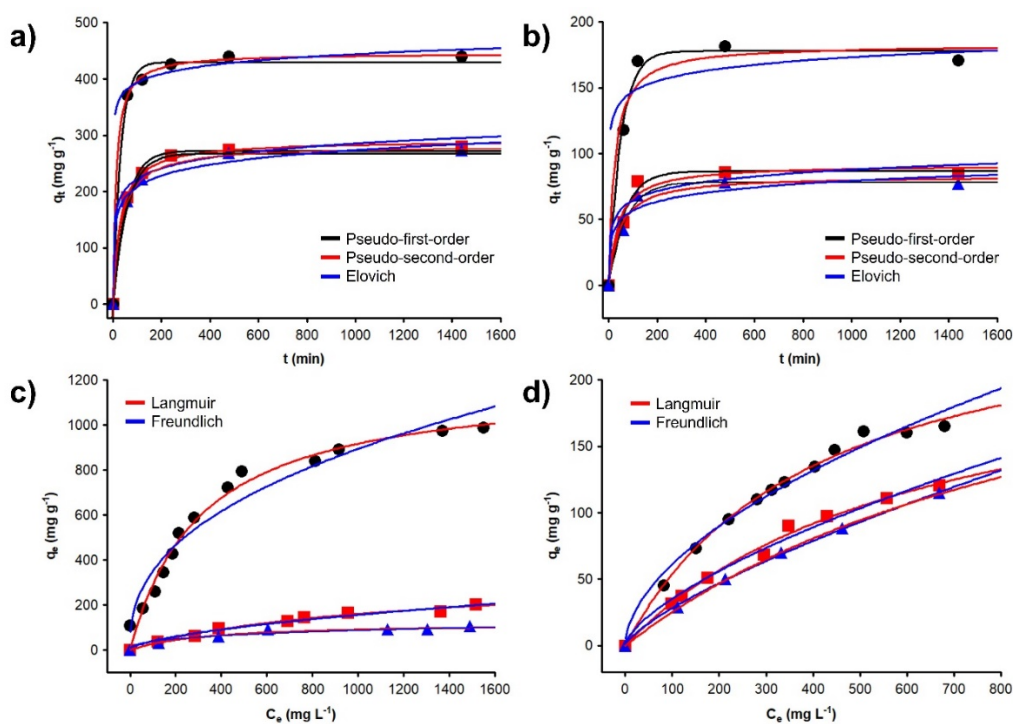 a)
500
400
300
200
100
0
qt (mg g-1)
Pseudo-first-order
Pseudo-second-order
Elovich
0 200 400 600 800 1000 1200 1400 1600
t (min)
b)
200
150
100
50
0
qt (mg g-1)
Pseudo-first-order
Pseudo-second-order
Elovich
0 200 400 600 800 1000 1200 1400 1600
t (min)
c)
1200
1000
800
600
400
200
0
qe (mg g-1)
Langmuir
Freundlich
0 200 400 600 800 1000 1200 1400 1600
Ce (mg L-1)
d)
200
150
100
50
0
qe (mg g-1)
Langmuir
Freundlich
0 100 200 300 400 500 600 700 800
Ce (mg L-1)